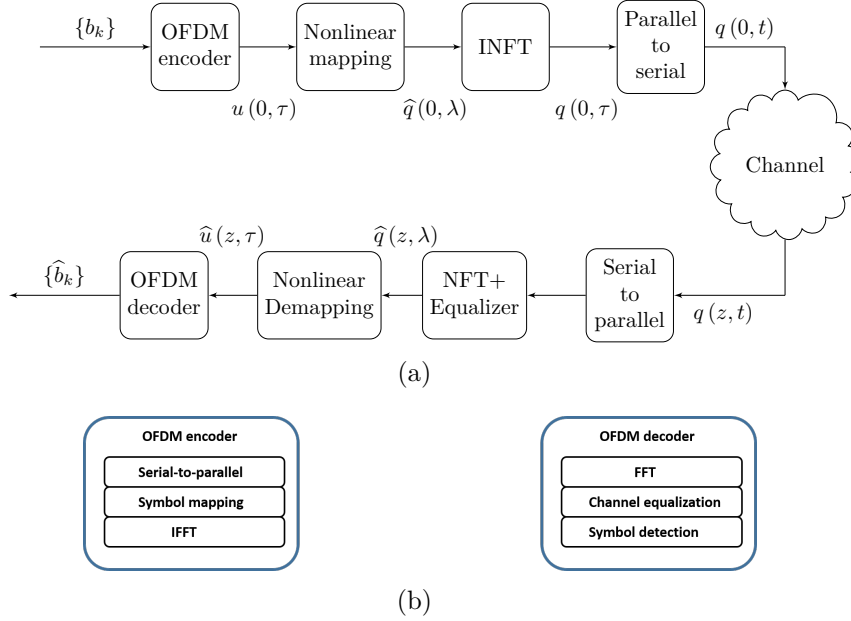 {b_k}
OFDM
encoder
u (0, τ)
Nonlinear
mapping
q̂ (0, λ)
INFT
q (0, τ)
Parallel
to
serial
q (0, t)
Channel
q (z, t)
Serial
to
parallel
NFT+
Equalizer
q̂ (z, λ)
Nonlinear
Demapping
û (z, τ)
OFDM
decoder
{b̂_k}
(a)
OFDM encoder
Serial-to-parallel
Symbol mapping
IFFT
OFDM decoder
FFT
Channel equalization
Symbol detection
(b)